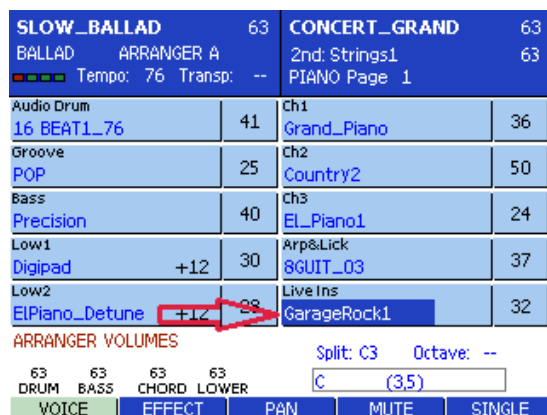 SLOW_BALLAD 63
BALLAD ARRANGER A
Tempo: 76 Transp: --
CONCERT_GRAND 63
2nd: Strings1 63
PIANO Page 1
Audio Drum
16 BEAT1_76 41
Groove
POP 25
Bass
Precision 40
Low1
Digipad +12 30
Low2
ElPiano_Detune +12 28
Ch1
Grand_Piano 36
Ch2
Country2 50
Ch3
El_Piano1 24
Arp&Lick
8GUIT_03 37
Live Ins
GarageRock1 32
ARRANGER VOLUMES
63 63 63 63
DRUM BASS CHORD LOWER
Split: C3 Octave: --
C (3,5)
VOICE EFFECT PAN MUTE SINGLE